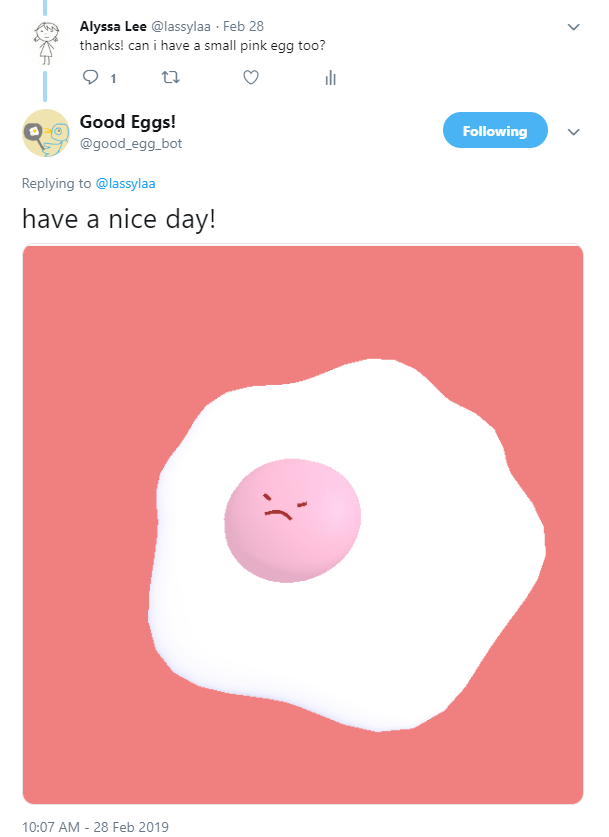 Alyssa Lee @lassylaa · Feb 28
thanks! can i have a small pink egg too?
1
Good Eggs!
@good_egg_bot
Following
Replying to @lassylaa
have a nice day!
10:07 AM - 28 Feb 2019